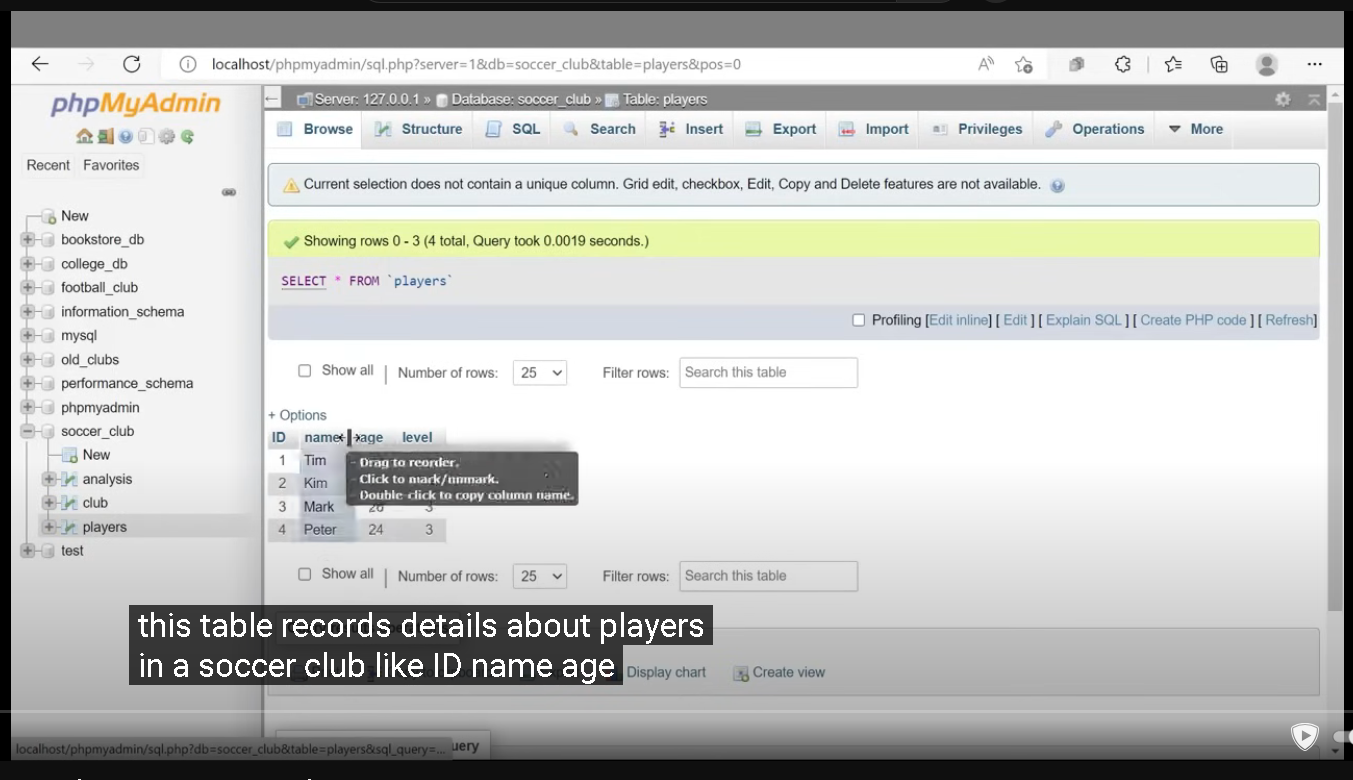 localhost/phpmyadmin/sql.php?server=1&db=soccer_club&table=players&pos=0
phpMyAdmin
Recent Favorites
New
bookstore_db
college_db
football_club
information_schema
mysql
old_clubs
performance_schema
phpmyadmin
soccer_club
New
analysis
club
players
test
Server: 127.0.0.1 » Database: soccer_club » Table: players
Browse Structure SQL Search Insert Export Import Privileges Operations More
Current selection does not contain a unique column. Grid edit, checkbox, Edit, Copy and Delete features are not available.
Showing rows 0 - 3 (4 total, Query took 0.0019 seconds.)
SELECT * FROM `players`
Profiling [Edit inline] [ Edit ] [ Explain SQL ] [ Create PHP code ] [ Refresh]
Show all | Number of rows: 25 Filter rows: Search this table
+ Options
ID name age level
1 Tim
2 Kim
3 Mark 26 3
4 Peter 24 3
- Drag to reorder.
- Click to mark/unmark.
- Double-click to copy column name.
Show all | Number of rows: 25 Filter rows: Search this table
this table records details about players
in a soccer club like ID name age
Display chart Create view
localhost/phpmyadmin/sql.php?db=soccer_club&table=players&sql_query=...